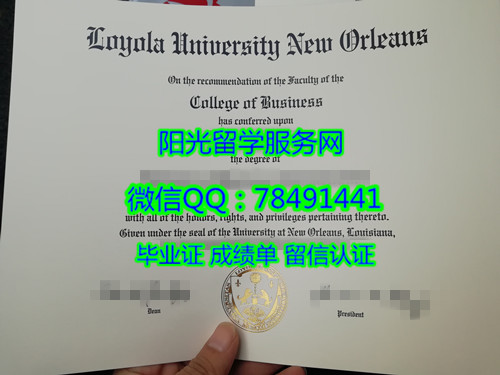 Loyola University New Orleans
On the recommendation of the Faculty of the
College of Business
has conferred upon
阳光留学服务网
the degree of
微信QQ：78491441
with all of the honors, rights, and privileges pertaining thereto.
Given under the seal of the University at New Orleans, Louisiana,
毕业证 成绩单 留信认证
Dean
President